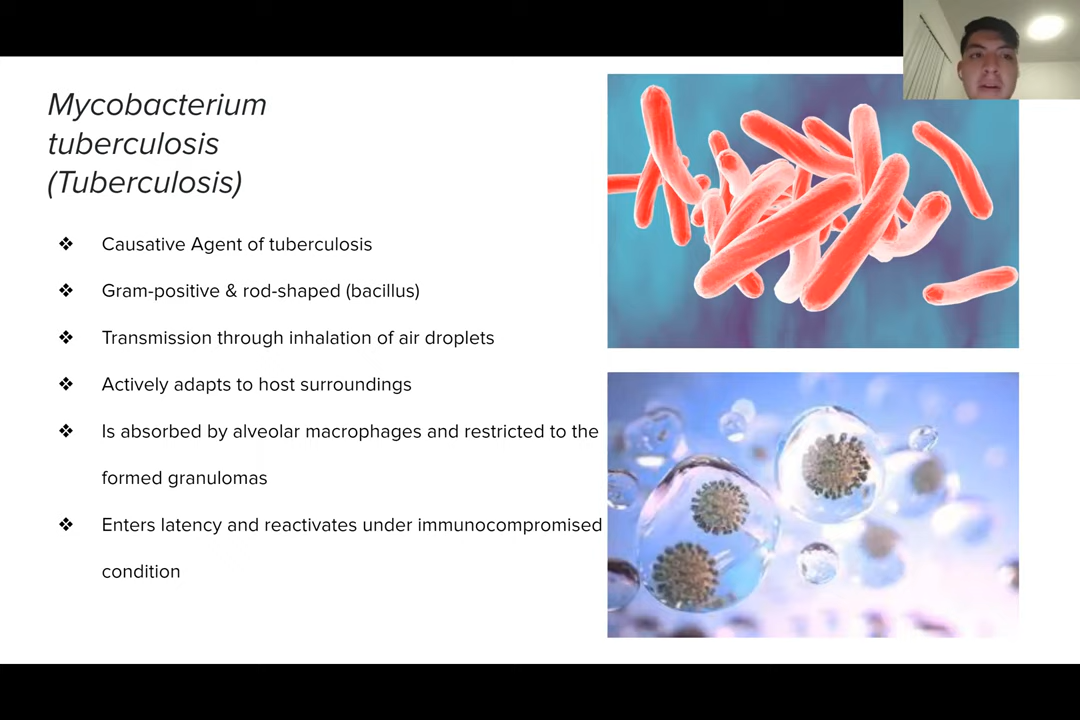 Mycobacterium
tuberculosis
(Tuberculosis)
❖ Causative Agent of tuberculosis
❖ Gram-positive & rod-shaped (bacillus)
❖ Transmission through inhalation of air droplets
❖ Actively adapts to host surroundings
❖ Is absorbed by alveolar macrophages and restricted to the
formed granulomas
❖ Enters latency and reactivates under immunocompromised
condition